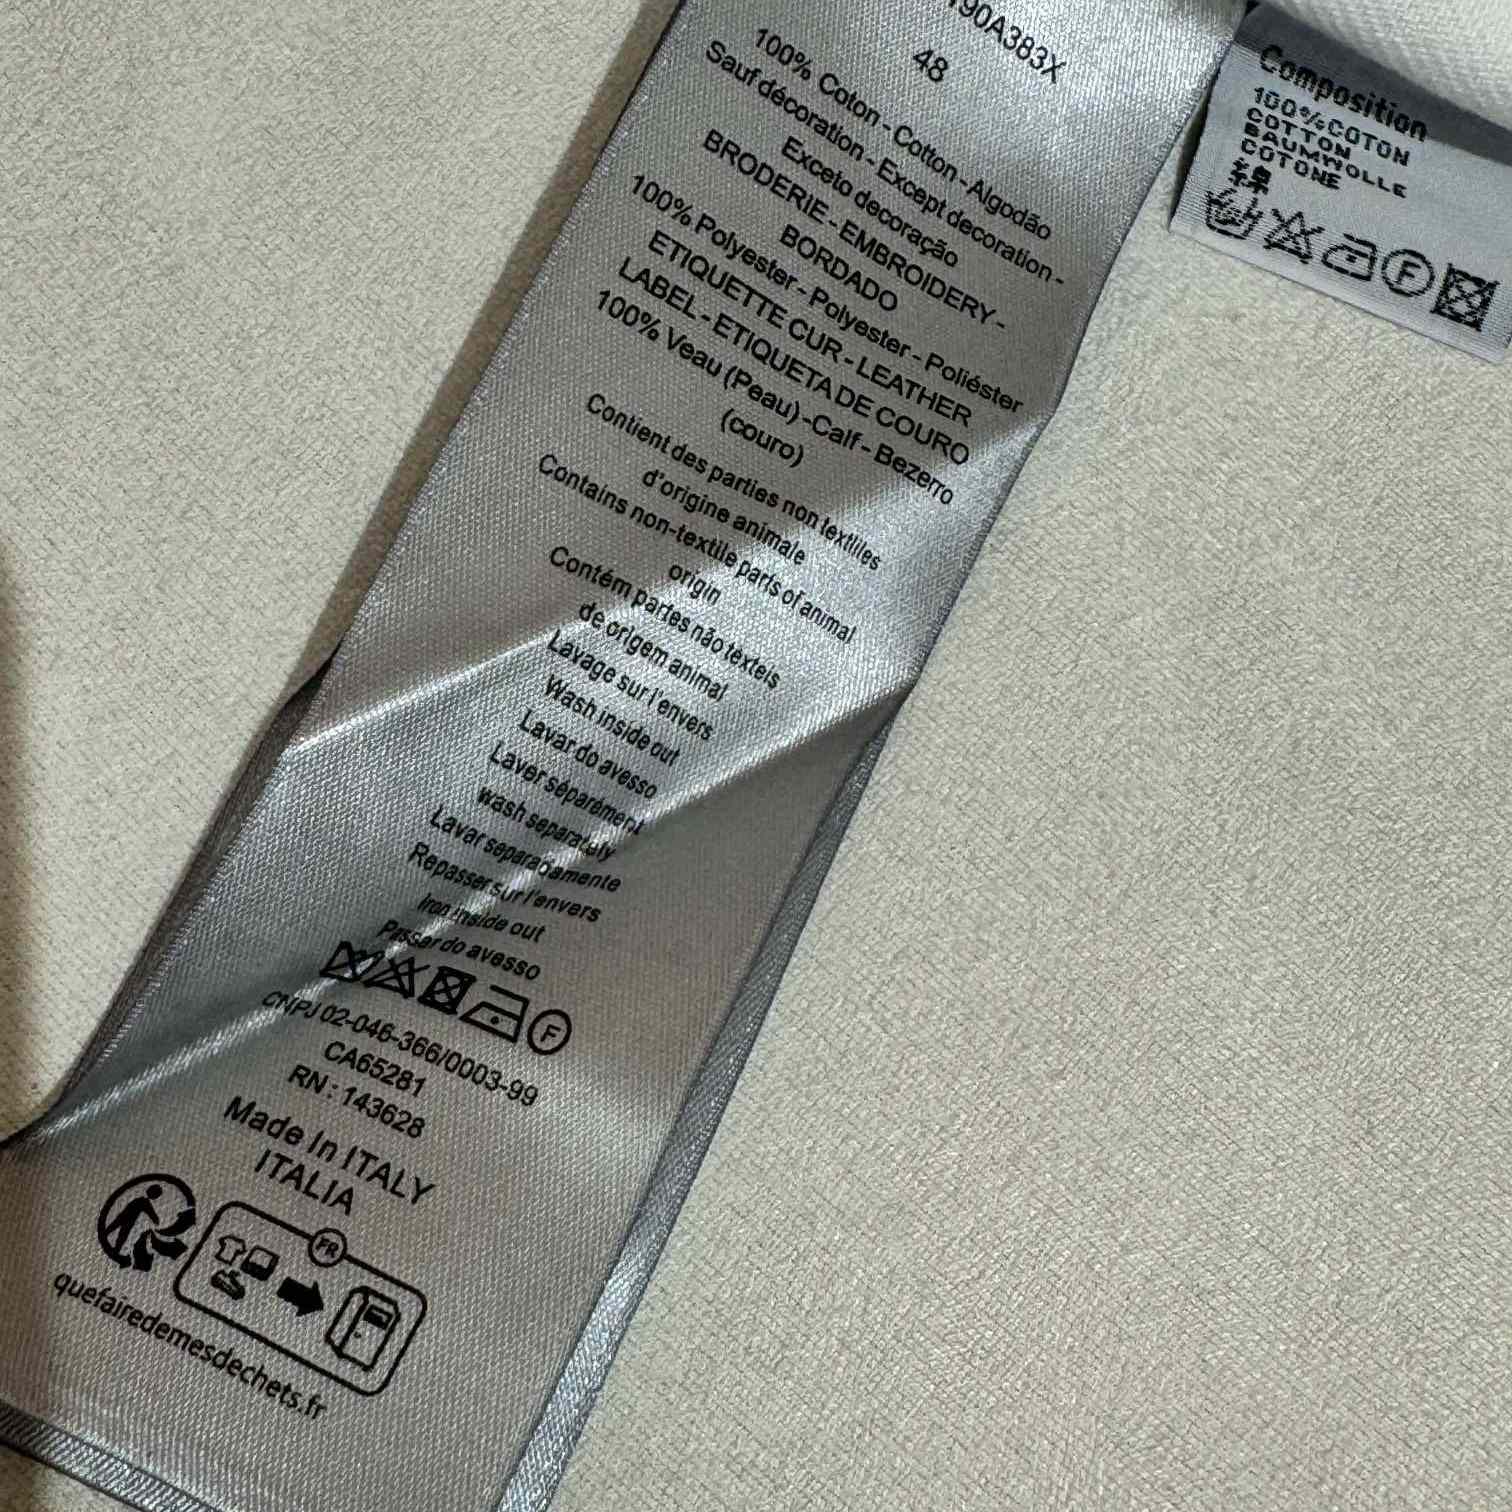 190A383X
48
100% Coton - Cotton - Algodão
Sauf décoration - Except decoration -
Exceto decoração
BRODERIE - EMBROIDERY -
BORDADO
100% Polyester - Polyester - Poliéster
ETIQUETTE CUR - LEATHER
LABEL - ETIQUETA DE COURO
100% Veau (Peau) -Calf - Bezerro
(couro)
Contient des parties non textliles
d'origine animale
Contains non-textile parts of animal
origin
Contém partes não têxteis
de origem animal
Lavage sur l'envers
Wash inside out
Lavar do avesso
Laver séparément
wash separately
Lavar separadamente
Repasser sur l'envers
Iron inside out
Passar do avesso
F
CNPJ 02-046-366/0003-99
CA65281
RN : 143628
Made In ITALY
ITALIA
FR
quefairedemesdechets.fr
Composition
100%COTON
COTTON
BAUMWOLLE
COTONE
棉
F